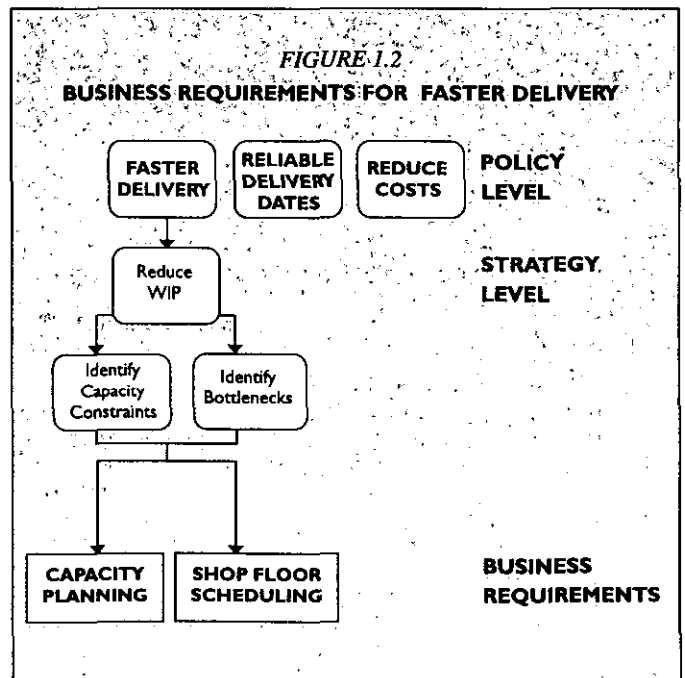 FIGURE 1.2
BUSINESS REQUIREMENTS FOR FASTER DELIVERY
FASTER
DELIVERY
RELIABLE
DELIVERY
DATES
REDUCE
COSTS
POLICY
LEVEL
Reduce
WIP
STRATEGY
LEVEL
Identify
Capacity
Constraints
Identify
Bottlenecks
CAPACITY
PLANNING
SHOP FLOOR
SCHEDULING
BUSINESS
REQUIREMENTS